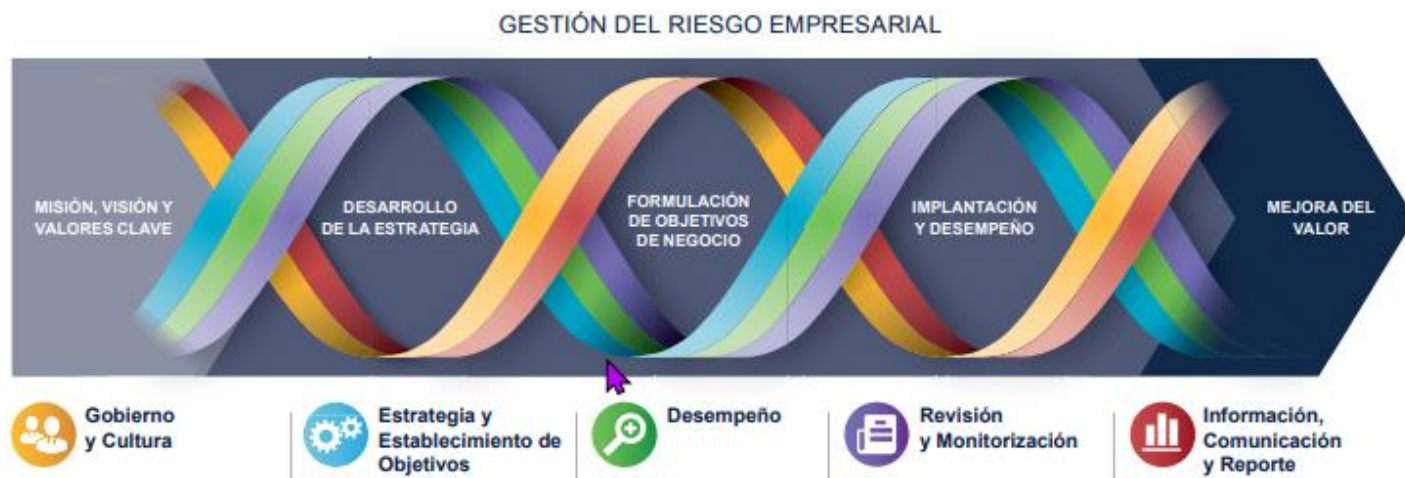 GESTIÓN DEL RIESGO EMPRESARIAL
MISIÓN, VISIÓN Y
VALORES CLAVE
DESARROLLO
DE LA ESTRATEGIA
FORMULACIÓN
DE OBJETIVOS
DE NEGOCIO
IMPLANTACIÓN
Y DESEMPEÑO
MEJORA DEL
VALOR
Gobierno
y Cultura
Estrategia y
Establecimiento de
Objetivos
Desempeño
Revisión
y Monitorización
Información,
Comunicación
y Reporte